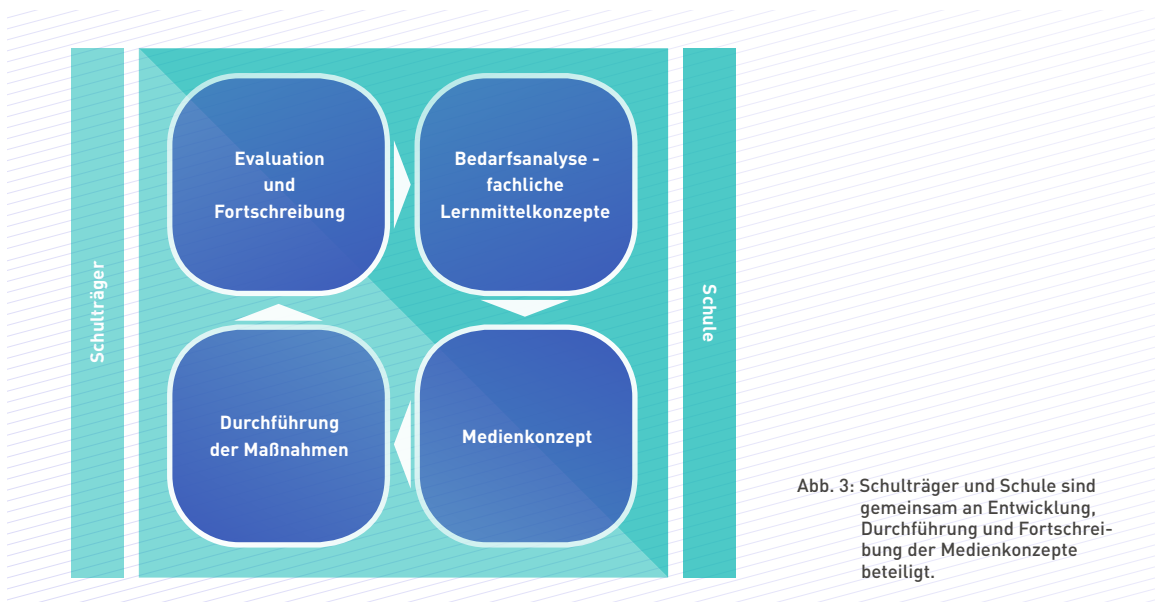 Schulträger
Evaluation
und
Fortschreibung
Bedarfsanalyse -
fachliche
Lernmittelkonzepte
Durchführung
der Maßnahmen
Medienkonzept
Schule
Abb. 3: Schulträger und Schule sind
gemeinsam an Entwicklung,
Durchführung und Fortschrei-
bung der Medienkonzepte
beteiligt.